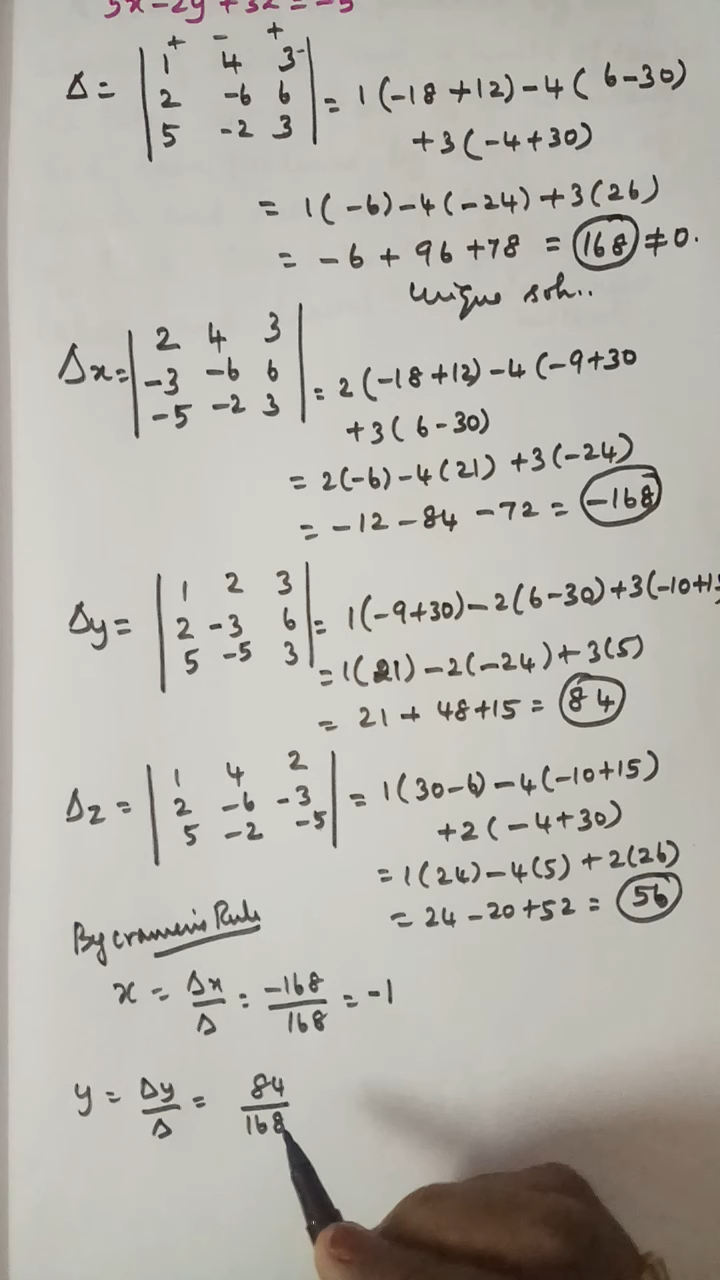 5x-2y+3z=-5
+ - +
Δ = | 1 4 3 | = 1(-18+12)-4(6-30)
| 2 -6 6 |
| 5 -2 3 | +3(-4+30)
= 1(-6)-4(-24)+3(26)
= -6+96+78 = 168 ≠0.
Unique soln..
Δx = | 2 4 3 |
| -3 -6 6 | = 2(-18+12)-4(-9+30
| -5 -2 3 | +3(6-30)
= 2(-6)-4(21)+3(-24)
= -12-84-72 = -168
Δy = | 1 2 3 |
| 2 -3 6 | = 1(-9+30)-2(6-30)+3(-10+15
| 5 -5 3 | = 1(21)-2(-24)+3(5)
= 21+48+15 = 84
Δz = | 1 4 2 |
| 2 -6 -3 | = 1(30-6)-4(-10+15)
| 5 -2 -5 | +2(-4+30)
= 1(24)-4(5)+2(26)
= 24-20+52 = 56
By cramer's Rule
x = Δx/Δ = -168/168 = -1
y = Δy/Δ = 84/168